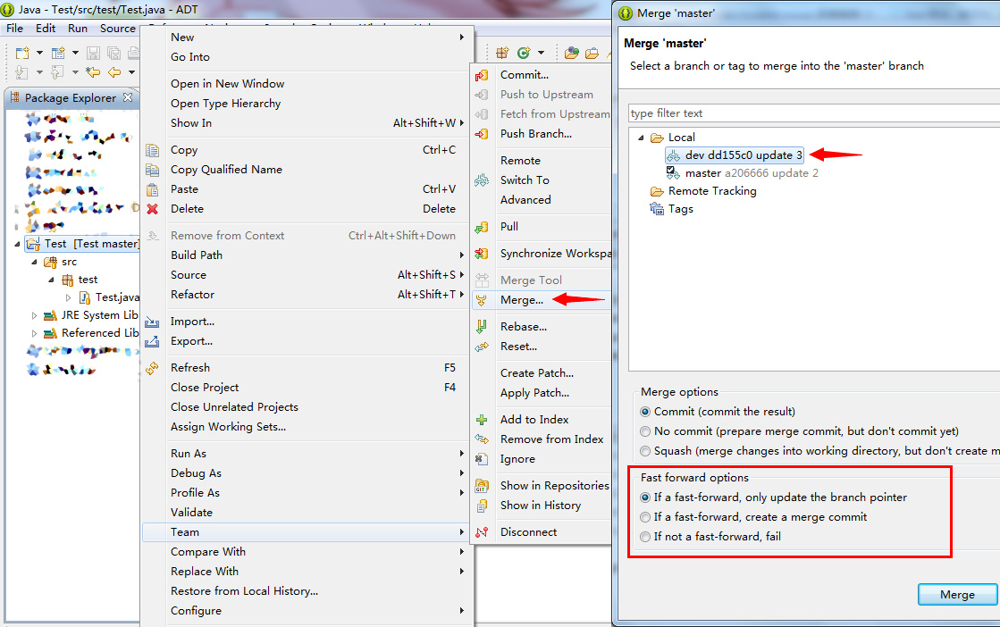 Java - Test/src/test/Test.java - ADT
File Edit Run Source
Package Explorer
Test [Test master]
src
test
Test.java
JRE System Lib
Referenced Lib
New
Go Into
Open in New Window
Open Type Hierarchy
Show In Alt+Shift+W
Copy Ctrl+C
Copy Qualified Name
Paste Ctrl+V
Delete Delete
Remove from Context Ctrl+Alt+Shift+Down
Build Path
Source Alt+Shift+S
Refactor Alt+Shift+T
Import...
Export...
Refresh F5
Close Project F4
Close Unrelated Projects
Assign Working Sets...
Run As
Debug As
Profile As
Validate
Team
Compare With
Replace With
Restore from Local History...
Configure
Commit...
Push to Upstream
Fetch from Upstream
Push Branch...
Remote
Switch To
Advanced
Pull
Synchronize Workspa
Merge Tool
Merge...
Rebase...
Reset...
Create Patch...
Apply Patch...
Add to Index
Remove from Index
Ignore
Show in Repositories
Show in History
Disconnect
Merge 'master'
Merge 'master'
Select a branch or tag to merge into the 'master' branch
type filter text
Local
dev dd155c0 update 3
master a206666 update 2
Remote Tracking
Tags
Merge options
Commit (commit the result)
No commit (prepare merge commit, but don't commit yet)
Squash (merge changes into working directory, but don't create m
Fast forward options
If a fast-forward, only update the branch pointer
If a fast-forward, create a merge commit
If not a fast-forward, fail
Merge